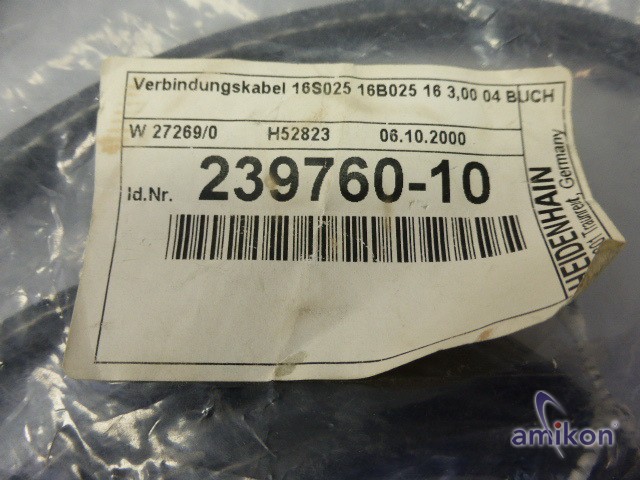 Verbindungskabel 16S025 16B025 16 3,00 04 BUCH
W 27269/0 H52823 06.10.2000
Id.Nr. 239760-10
HEIDENHAIN
Traunreut, Germany
amikon